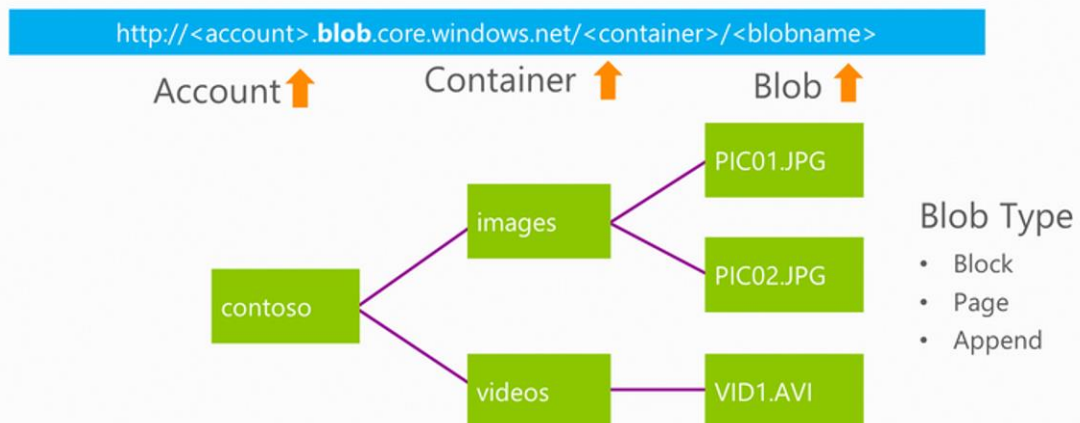 http://<account>.blob.core.windows.net/<container>/<blobname>
Account
Container
Blob
PIC01.JPG
images
Blob Type
PIC02.JPG
• Block
contoso
• Page
• Append
videos
VID1.AVI